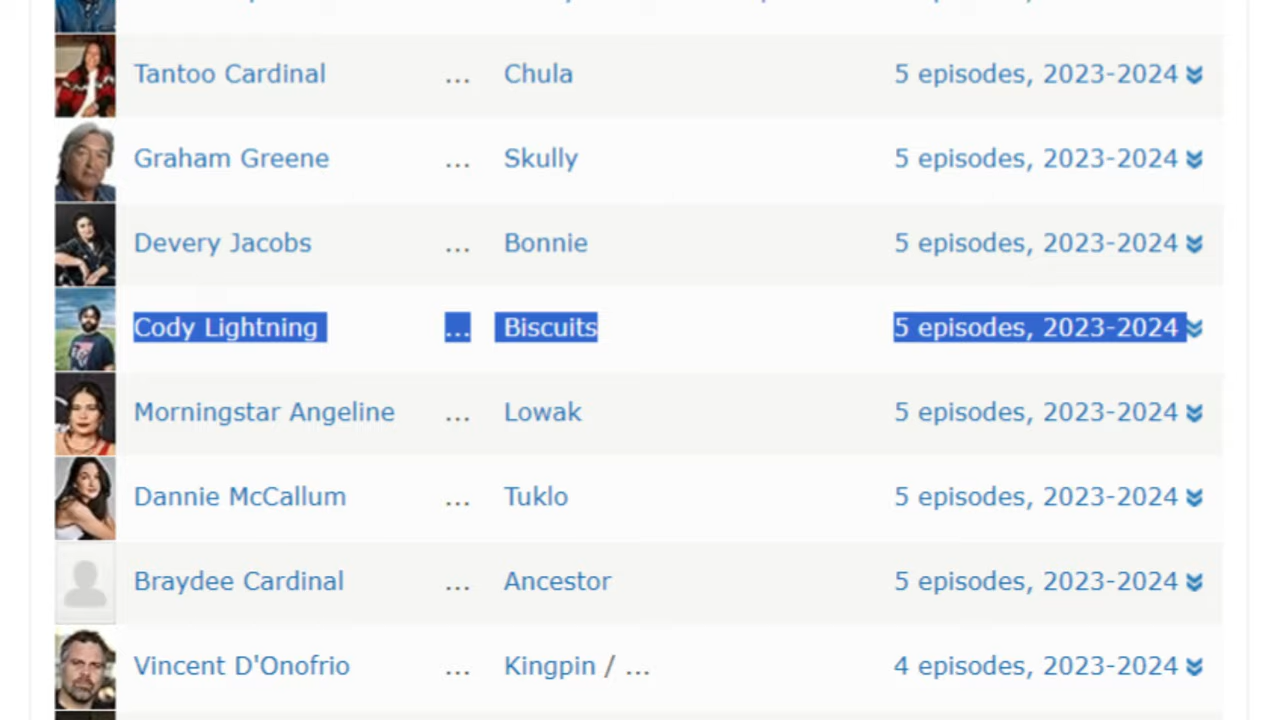 Tantoo Cardinal ... Chula 5 episodes, 2023-2024
Graham Greene ... Skully 5 episodes, 2023-2024
Devery Jacobs ... Bonnie 5 episodes, 2023-2024
Cody Lightning ... Biscuits 5 episodes, 2023-2024
Morningstar Angeline ... Lowak 5 episodes, 2023-2024
Dannie McCallum ... Tuklo 5 episodes, 2023-2024
Braydee Cardinal ... Ancestor 5 episodes, 2023-2024
Vincent D'Onofrio ... Kingpin / ... 4 episodes, 2023-2024